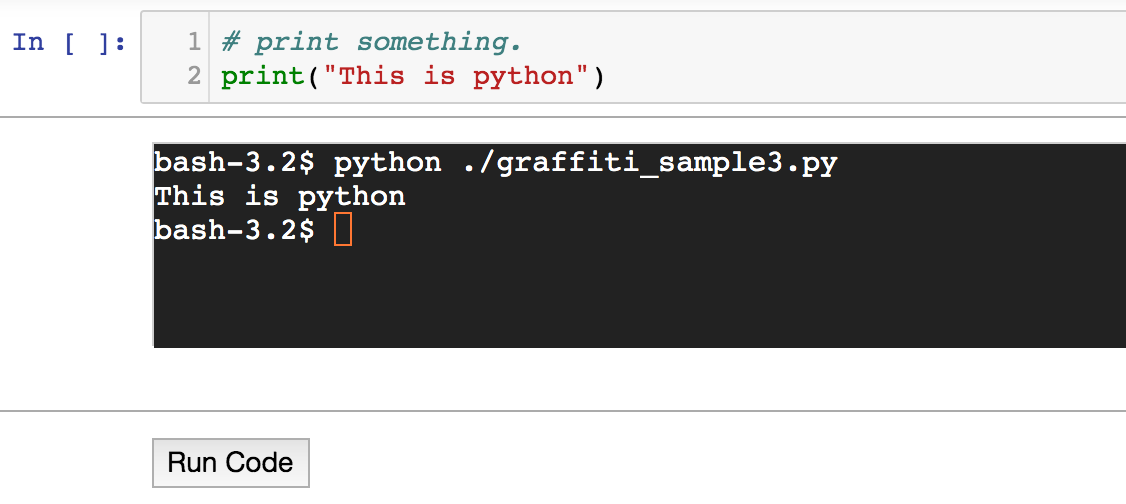 In [ ]:
1 # print something.
2 print("This is python")
bash-3.2$ python ./graffiti_sample3.py
This is python
bash-3.2$
Run Code